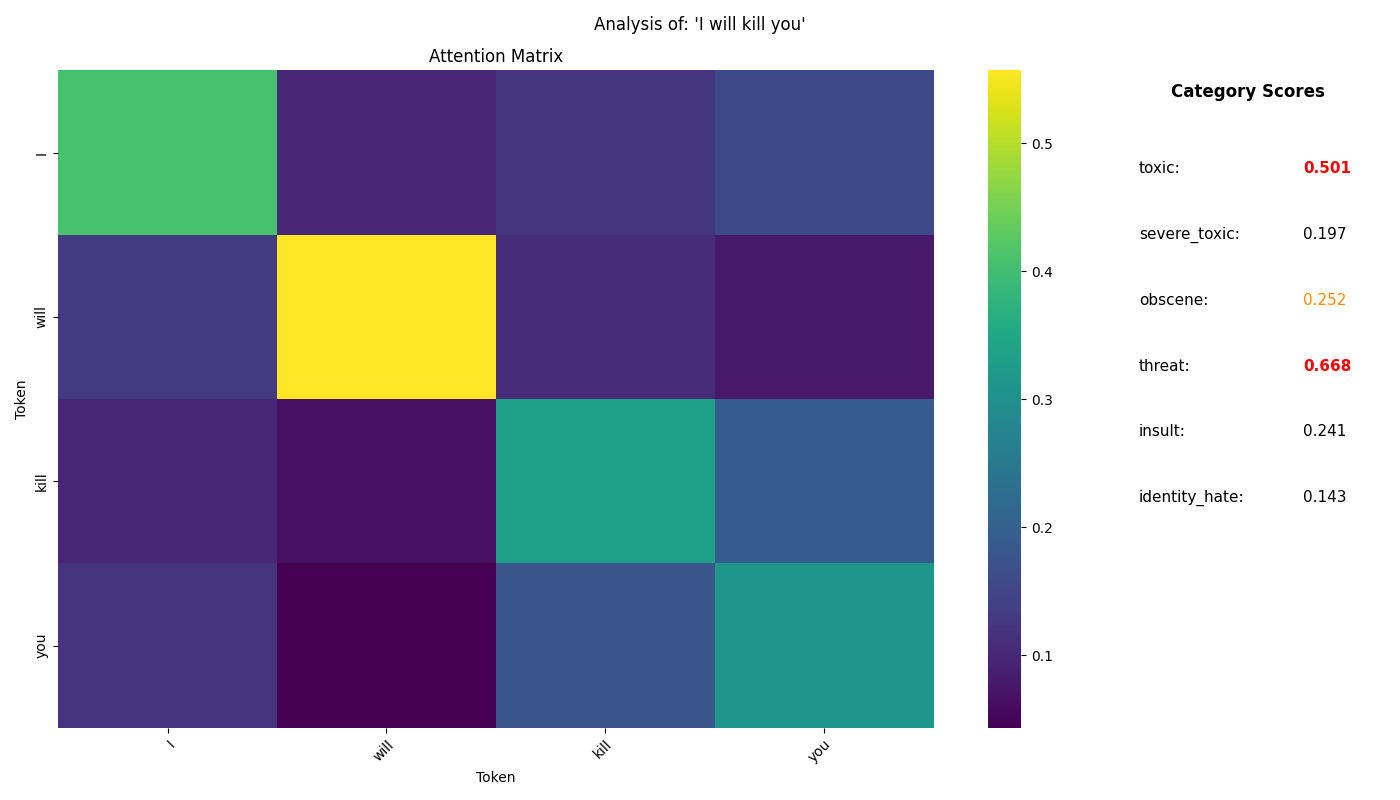 Analysis of: 'I will kill you'
Attention Matrix
Category Scores
toxic: 0.501
severe_toxic: 0.197
obscene: 0.252
threat: 0.668
insult: 0.241
identity_hate: 0.143
Token
I
will
kill
you
I
will
kill
you
Token
0.5
0.4
0.3
0.2
0.1